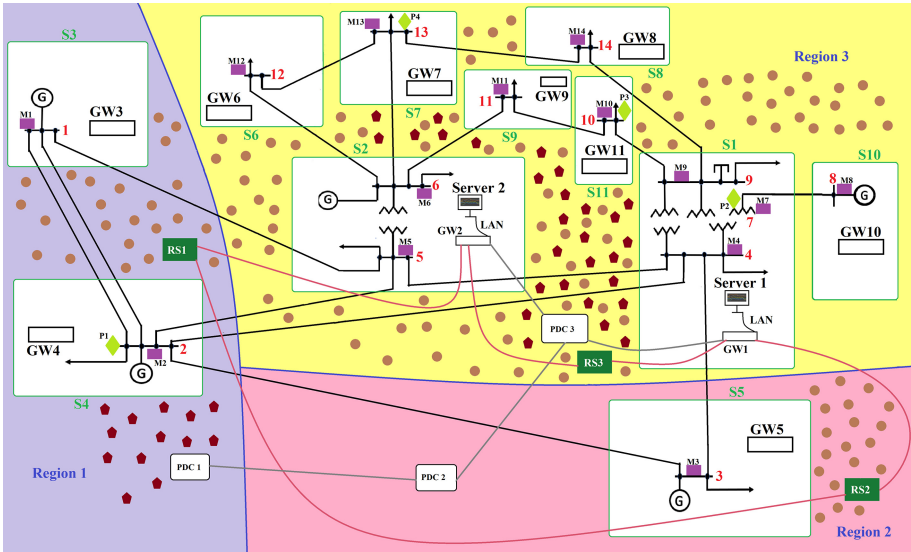 S3
M1
G
1
GW3
M12
12
GW6
S6
M13
P4
13
GW7
S7
M14
14
GW8
S8
Region 3
M11
11
GW9
S9
M10
P3
10
GW11
S11
S2
6
M6
G
Server 2
LAN
GW2
M5
5
S1
M9
9
P2
M7
7
M4
4
Server 1
LAN
GW1
S10
8
M8
G
GW10
RS1
GW4
P1
M2
2
G
S4
PDC 3
RS3
Region 1
PDC 1
PDC 2
S5
GW5
M3
3
G
RS2
Region 2